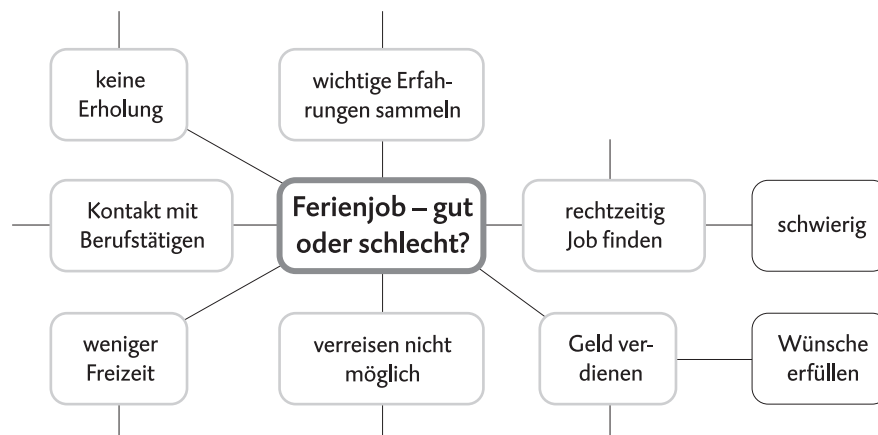 keine
Erholung
wichtige Erfah-
rungen sammeln
Kontakt mit
Berufstätigen
Ferienjob – gut
oder schlecht?
rechtzeitig
Job finden
schwierig
weniger
Freizeit
verreisen nicht
möglich
Geld ver-
dienen
Wünsche
erfüllen